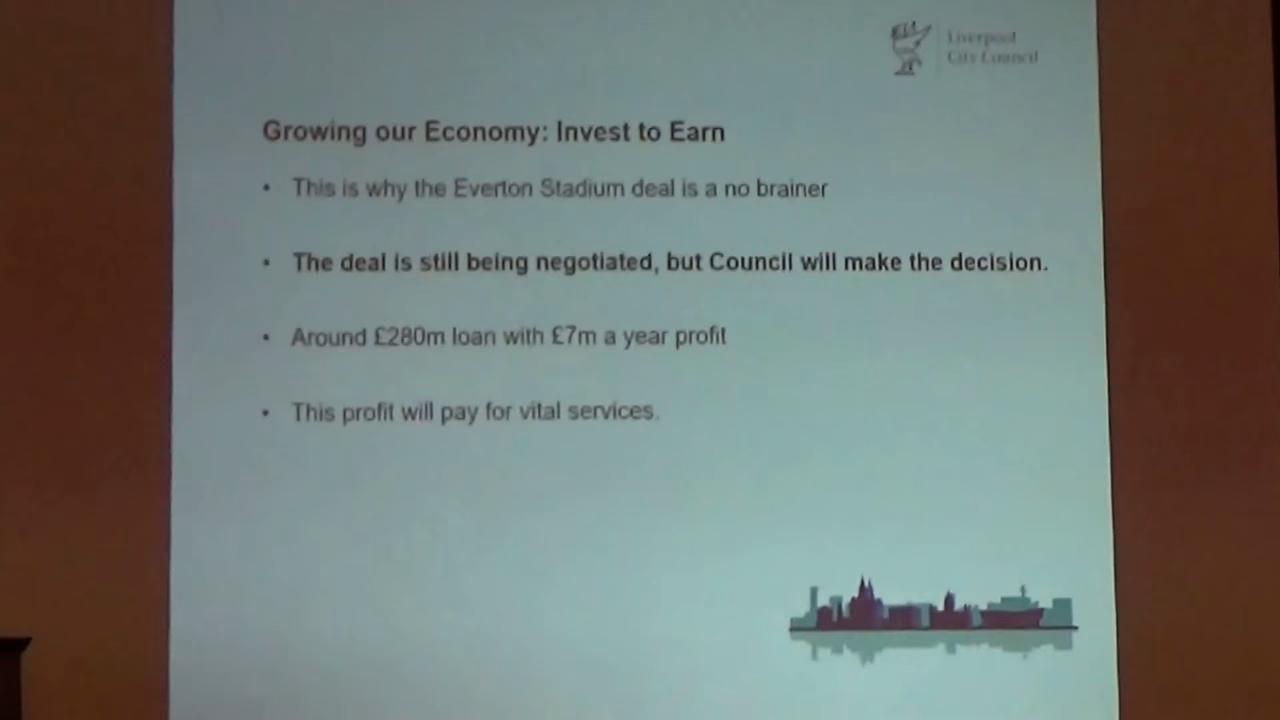 Liverpool
City Council
Growing our Economy: Invest to Earn
• This is why the Everton Stadium deal is a no brainer
• The deal is still being negotiated, but Council will make the decision.
• Around £280m loan with £7m a year profit
• This profit will pay for vital services.